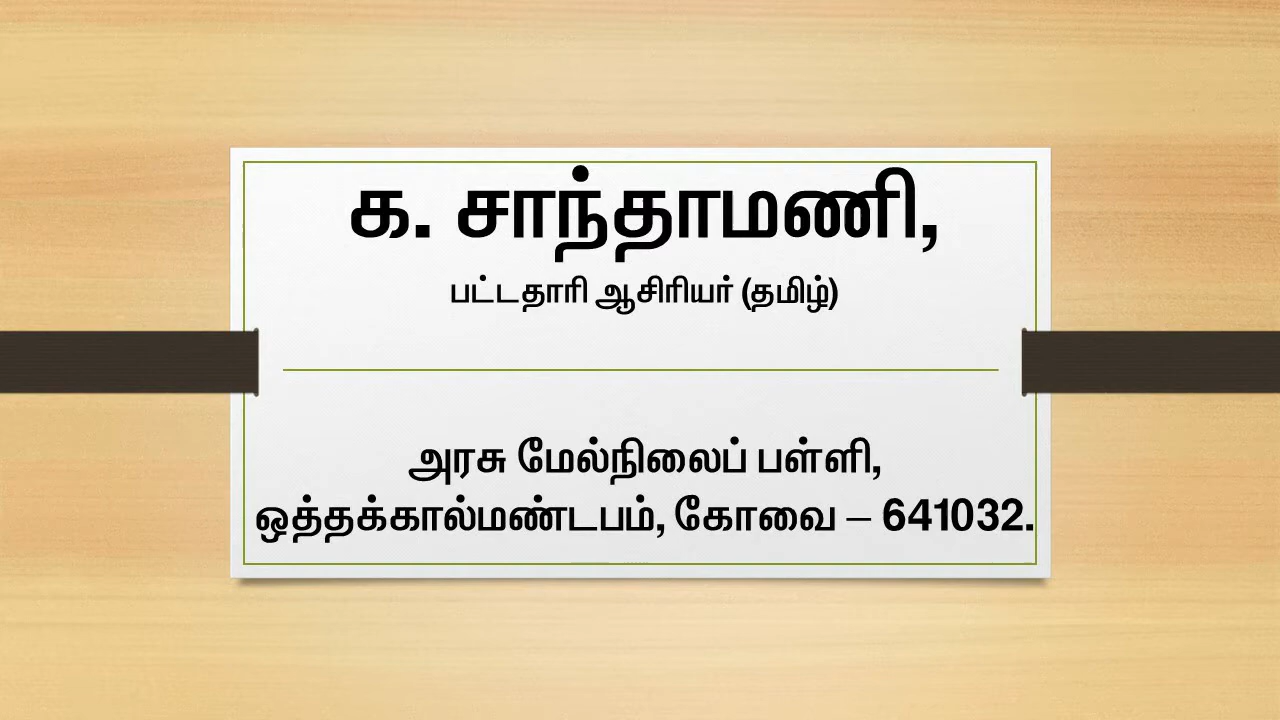 க. சாந்தாமணி,
பட்டதாரி ஆசிரியர் (தமிழ்)
அரசு மேல்நிலைப் பள்ளி,
ஒத்தக்கால்மண்டபம், கோவை – 641032.